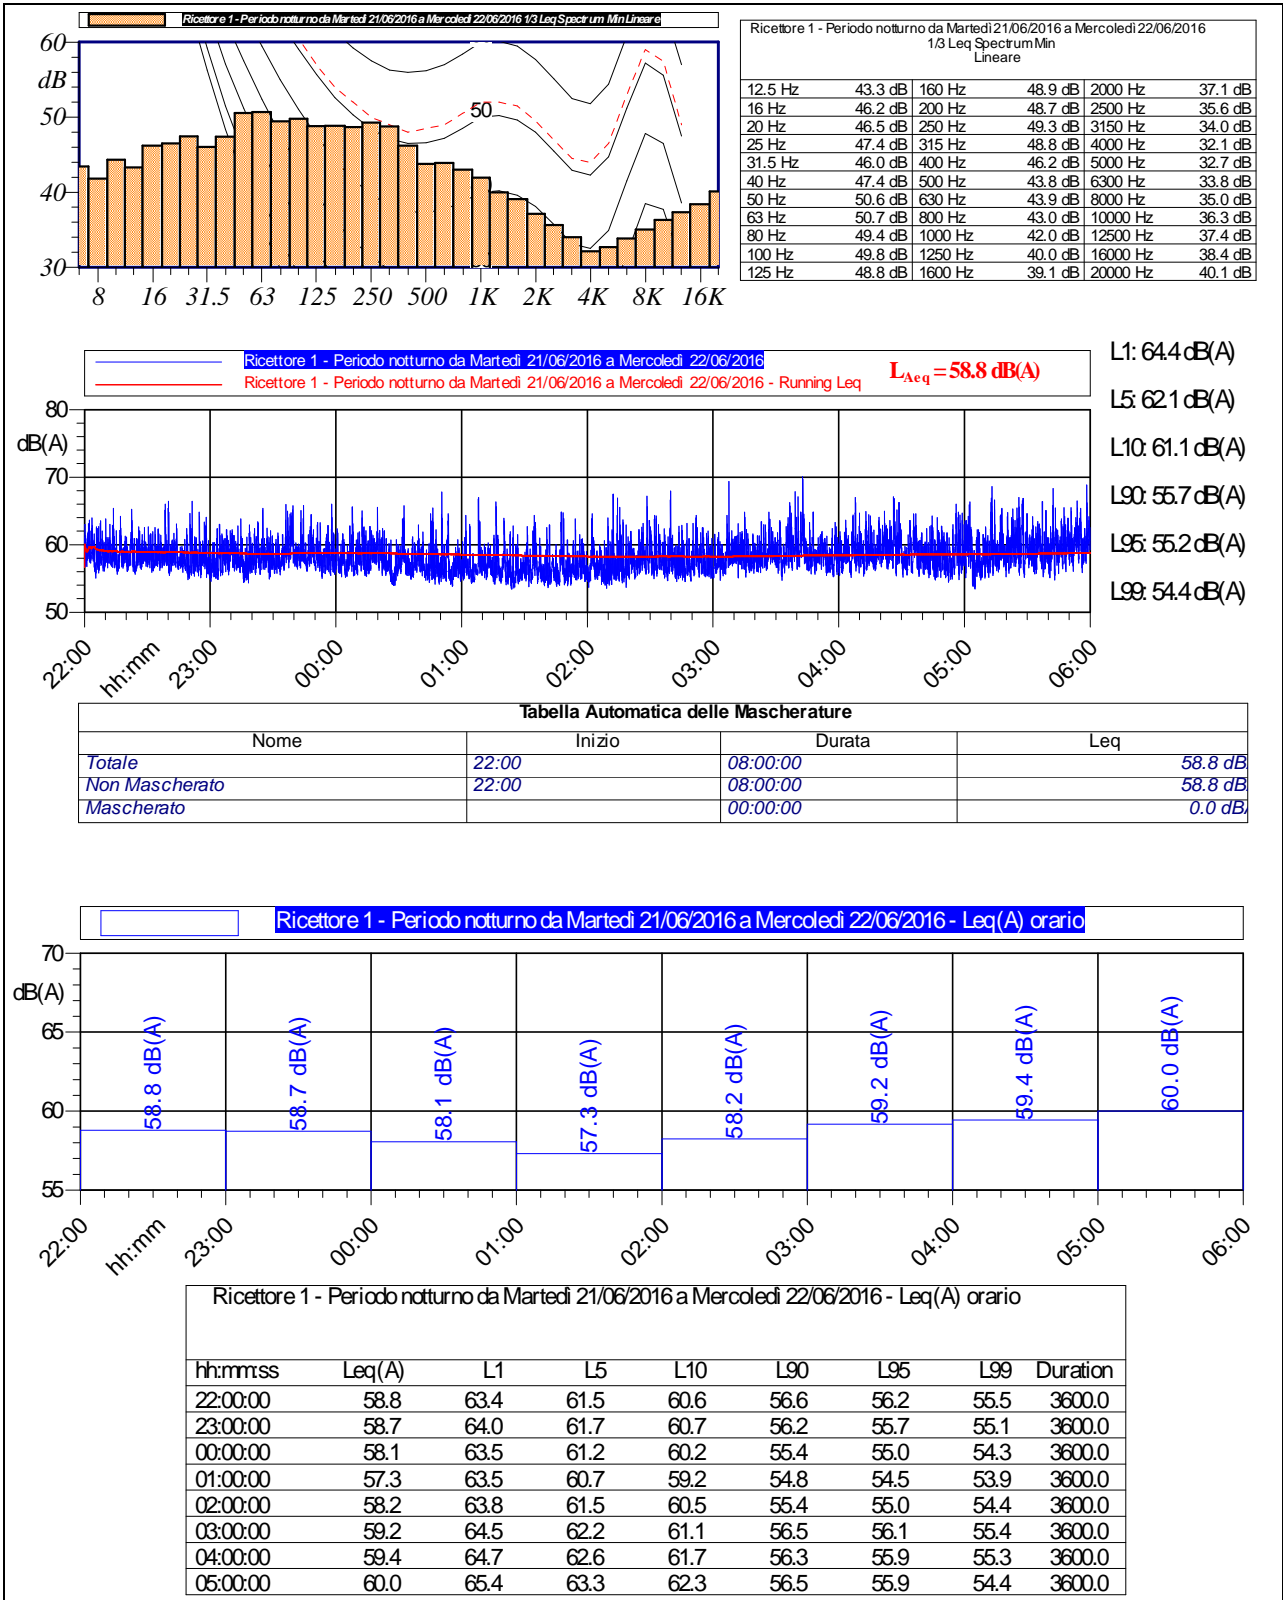 Ricettore 1 - Periodo notturno da Martedì 21/06/2016 a Mercoledì 22/06/2016 1/3 Leq Spectrum Min Lineare
60
dB
50
40
30
50
8 16 31.5 63 125 250 500 1K 2K 4K 8K 16K
Ricettore 1 - Periodo notturno da Martedì 21/06/2016 a Mercoledì 22/06/2016
1/3 Leq Spectrum Min
Lineare
12.5 Hz 43.3 dB 160 Hz 48.9 dB 2000 Hz 37.1 dB
16 Hz 46.2 dB 200 Hz 48.7 dB 2500 Hz 35.6 dB
20 Hz 46.5 dB 250 Hz 49.3 dB 3150 Hz 34.0 dB
25 Hz 47.4 dB 315 Hz 48.8 dB 4000 Hz 32.1 dB
31.5 Hz 46.0 dB 400 Hz 46.2 dB 5000 Hz 32.7 dB
40 Hz 47.4 dB 500 Hz 43.8 dB 6300 Hz 33.8 dB
50 Hz 50.6 dB 630 Hz 43.9 dB 8000 Hz 35.0 dB
63 Hz 50.7 dB 800 Hz 43.0 dB 10000 Hz 36.3 dB
80 Hz 49.4 dB 1000 Hz 42.0 dB 12500 Hz 37.4 dB
100 Hz 49.8 dB 1250 Hz 40.0 dB 16000 Hz 38.4 dB
125 Hz 48.8 dB 1600 Hz 39.1 dB 20000 Hz 40.1 dB
Ricettore 1 - Periodo notturno da Martedì 21/06/2016 a Mercoledì 22/06/2016
Ricettore 1 - Periodo notturno da Martedì 21/06/2016 a Mercoledì 22/06/2016 - Running Leq
LAeq = 58.8 dB(A)
80
dB(A)
70
60
50
22:00 hh:mm 23:00 00:00 01:00 02:00 03:00 04:00 05:00 06:00
L1: 64.4 dB(A)
L5: 62.1 dB(A)
L10: 61.1 dB(A)
L90: 55.7 dB(A)
L95: 55.2 dB(A)
L99: 54.4 dB(A)
Tabella Automatica delle Mascherature
Nome Inizio Durata Leq
Totale 22:00 08:00:00 58.8 dB
Non Mascherato 22:00 08:00:00 58.8 dB
Mascherato 00:00:00 0.0 dB
Ricettore 1 - Periodo notturno da Martedì 21/06/2016 a Mercoledì 22/06/2016 - Leq(A) orario
70
dB(A)
65
60
55
58.8 dB(A)
58.7 dB(A)
58.1 dB(A)
57.3 dB(A)
58.2 dB(A)
59.2 dB(A)
59.4 dB(A)
60.0 dB(A)
22:00 hh:mm 23:00 00:00 01:00 02:00 03:00 04:00 05:00 06:00
Ricettore 1 - Periodo notturno da Martedì 21/06/2016 a Mercoledì 22/06/2016 - Leq(A) orario
hh:mm:ss Leq(A) L1 L5 L10 L90 L95 L99 Duration
22:00:00 58.8 63.4 61.5 60.6 56.6 56.2 55.5 3600.0
23:00:00 58.7 64.0 61.7 60.7 56.2 55.7 55.1 3600.0
00:00:00 58.1 63.5 61.2 60.2 55.4 55.0 54.3 3600.0
01:00:00 57.3 63.5 60.7 59.2 54.8 54.5 53.9 3600.0
02:00:00 58.2 63.8 61.5 60.5 55.4 55.0 54.4 3600.0
03:00:00 59.2 64.5 62.2 61.1 56.5 56.1 55.4 3600.0
04:00:00 59.4 64.7 62.6 61.7 56.3 55.9 55.3 3600.0
05:00:00 60.0 65.4 63.3 62.3 56.5 55.9 54.4 3600.0